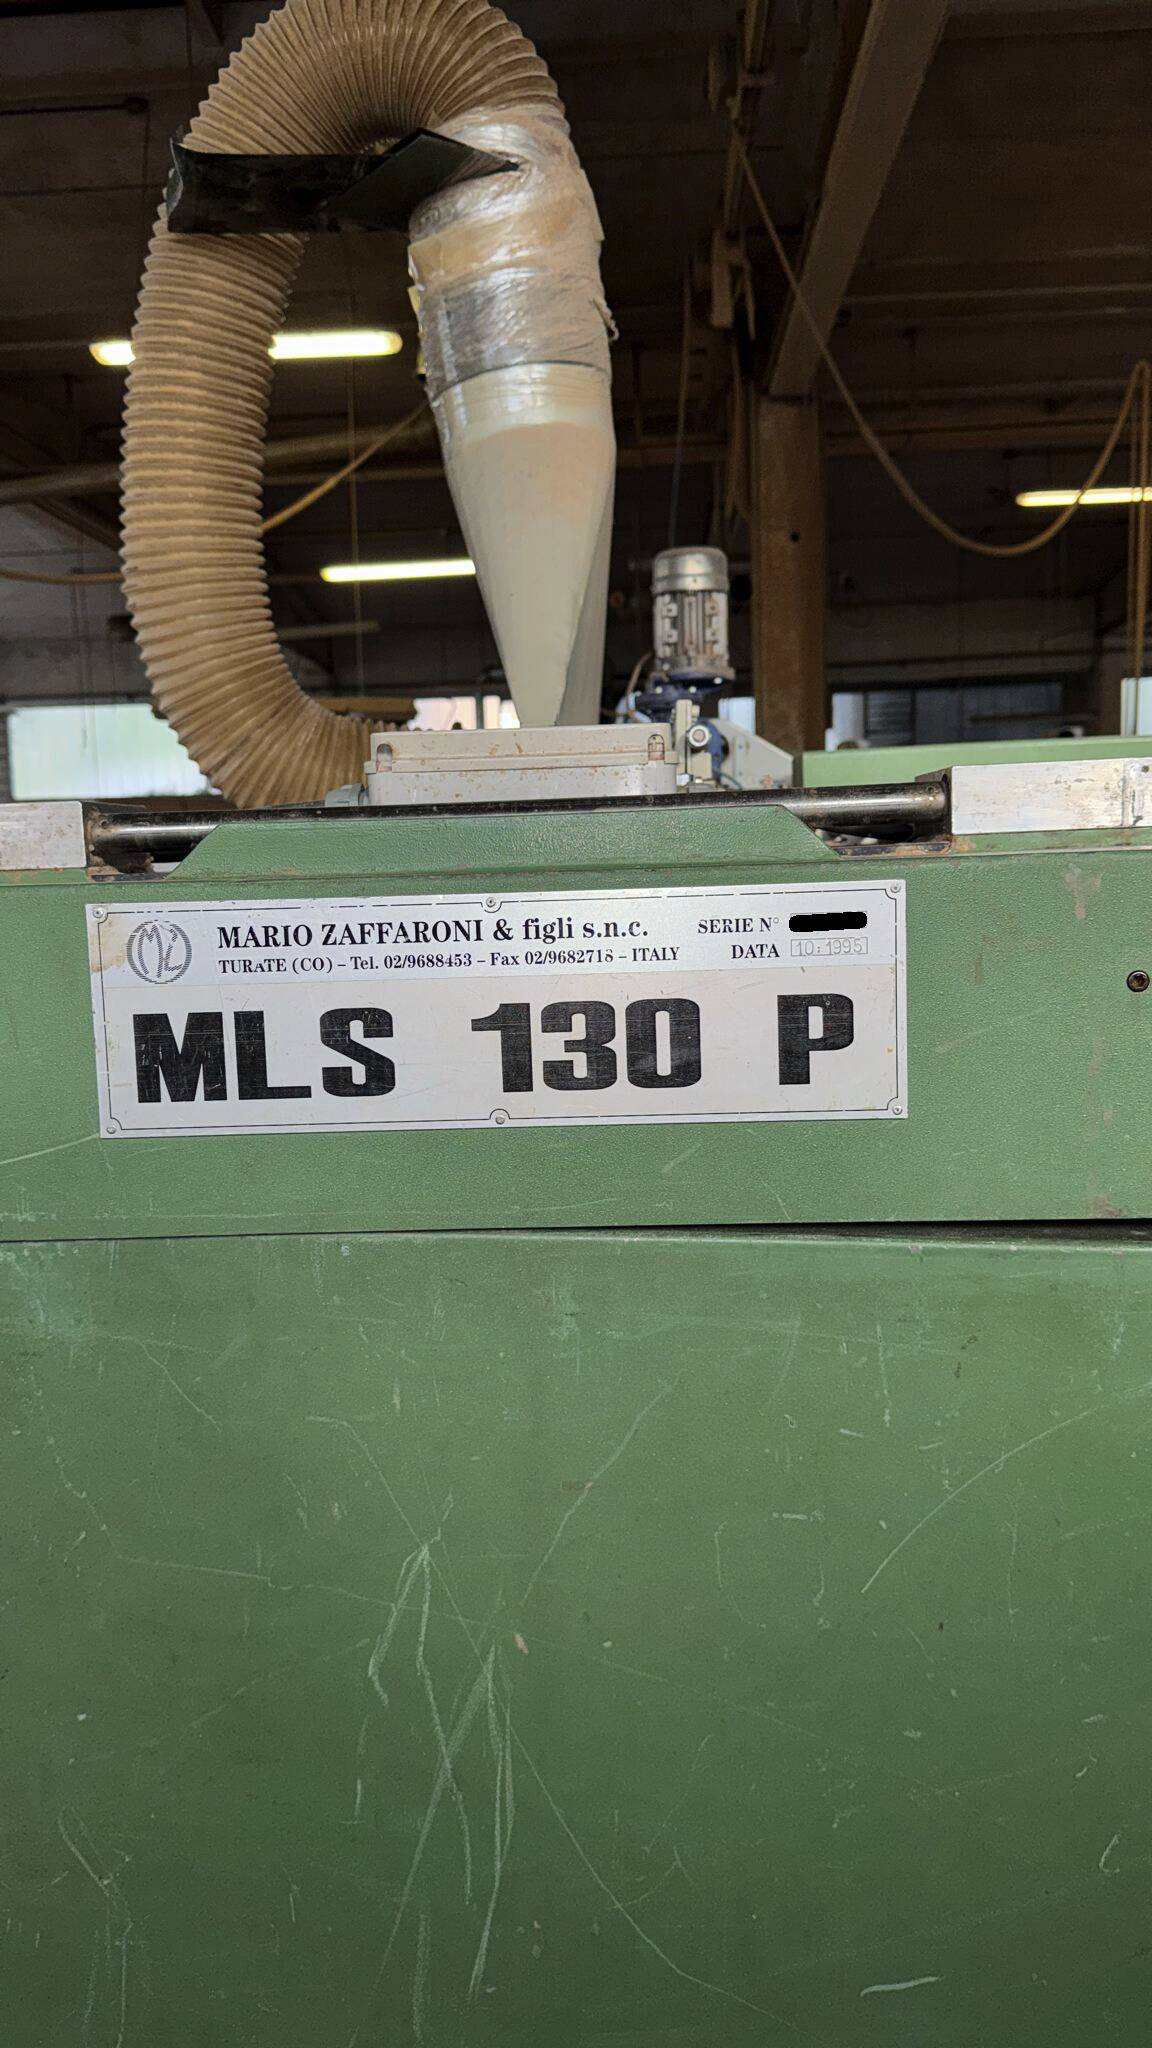 MARIO ZAFFARONI & figli s.n.c.
TURATE (CO) – Tel. 02/9688453 – Fax 02/9682718 – ITALY
SERIE N°
DATA 10:1995
MLS 130 P